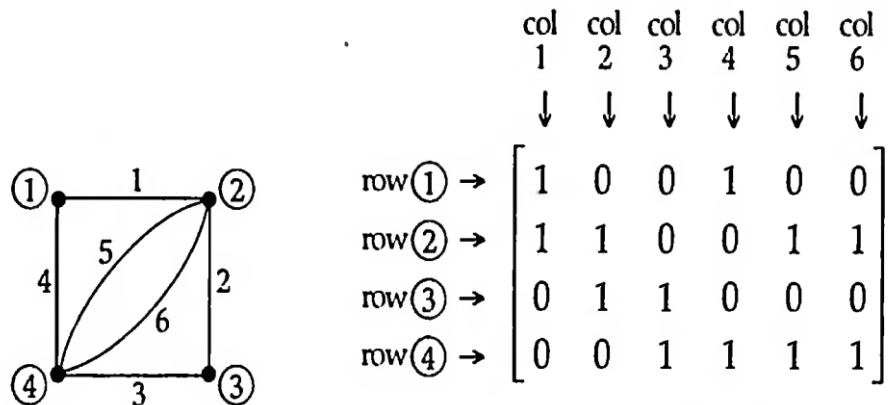 col col col col col col
1 2 3 4 5 6
↓ ↓ ↓ ↓ ↓ ↓
row① → 1 0 0 1 0 0
row② → 1 1 0 0 1 1
row③ → 0 1 1 0 0 0
row④ → 0 0 1 1 1 1
① 1 ②
5
4 2
6
④ 3 ③